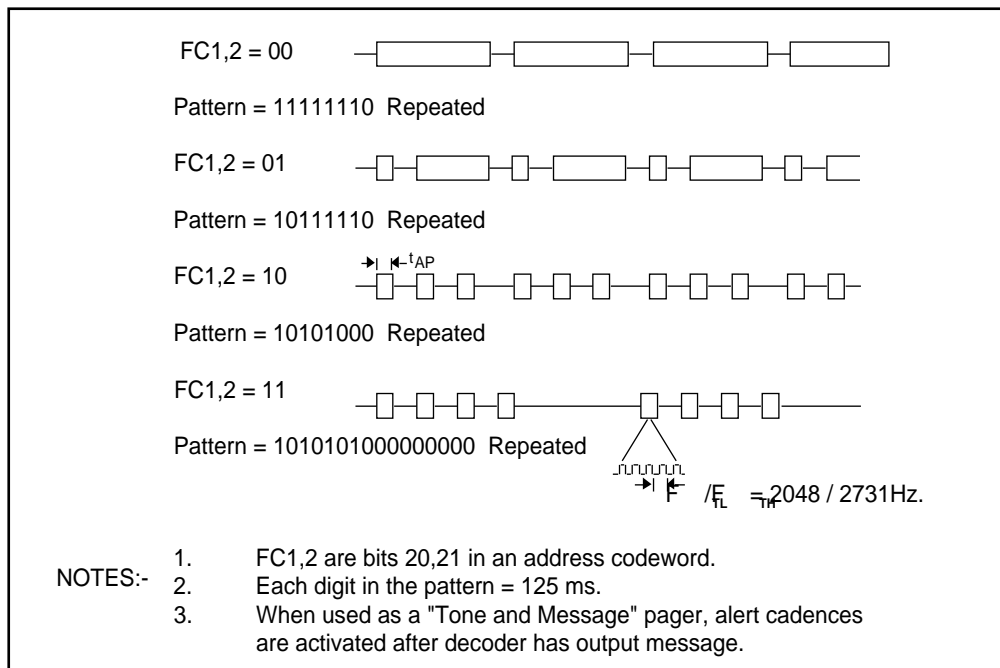 FC1,2 = 00
Pattern = 11111110 Repeated
FC1,2 = 01
Pattern = 10111110 Repeated
tAP
FC1,2 = 10
Pattern = 10101000 Repeated
FC1,2 = 11
Pattern = 1010101000000000 Repeated
F /F = 2048 / 2731Hz.
TL TH
NOTES:-
1. FC1,2 are bits 20,21 in an address codeword.
2. Each digit in the pattern = 125 ms.
3. When used as a "Tone and Message" pager, alert cadences
are activated after decoder has output message.